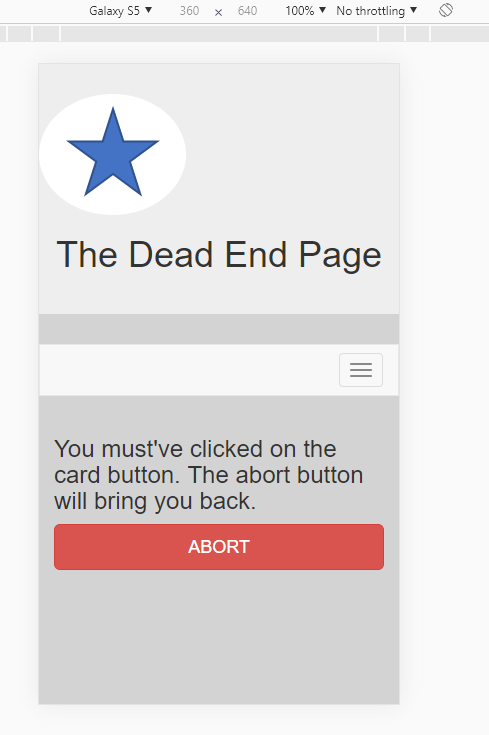 Galaxy S5 ▼ 360 × 640 100% ▼ No throttling ▼
The Dead End Page
You must've clicked on the
card button. The abort button
will bring you back.
ABORT